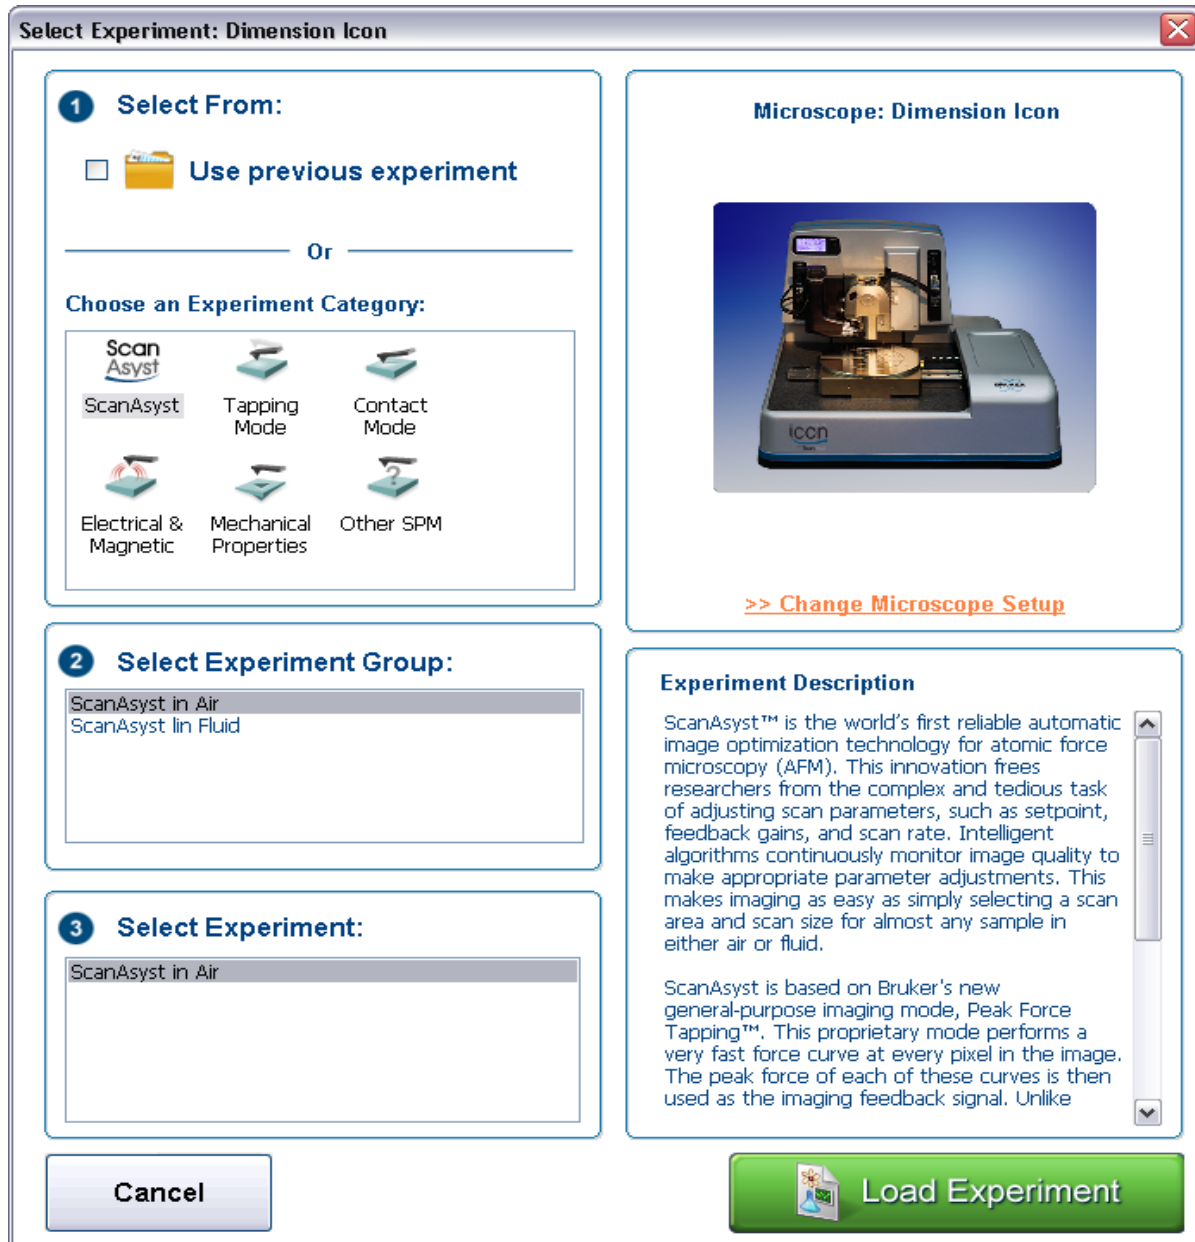 Select Experiment: Dimension Icon
1 Select From:
Use previous experiment
Or
Choose an Experiment Category:
Scan
Asyst
ScanAsyst
Tapping
Mode
Contact
Mode
?
Electrical &
Magnetic
Mechanical
Properties
Other SPM
2 Select Experiment Group:
ScanAsyst in Air
ScanAsyst lin Fluid
3 Select Experiment:
ScanAsyst in Air
Cancel
Microscope: Dimension Icon
icon
>> Change Microscope Setup
Experiment Description
ScanAsyst™ is the world's first reliable automatic
image optimization technology for atomic force
microscopy (AFM). This innovation frees
researchers from the complex and tedious task
of adjusting scan parameters, such as setpoint,
feedback gains, and scan rate. Intelligent
algorithms continuously monitor image quality to
make appropriate parameter adjustments. This
makes imaging as easy as simply selecting a scan
area and scan size for almost any sample in
either air or fluid.
ScanAsyst is based on Bruker's new
general-purpose imaging mode, Peak Force
Tapping™. This proprietary mode performs a
very fast force curve at every pixel in the image.
The peak force of each of these curves is then
used as the imaging feedback signal. Unlike
Load Experiment